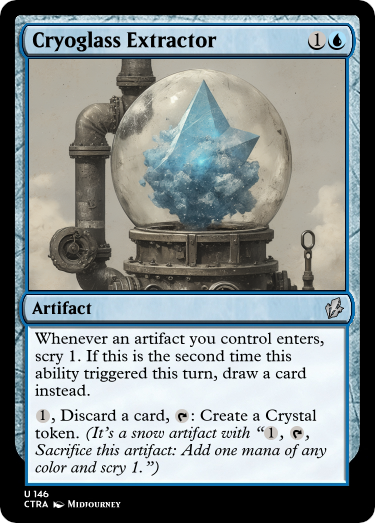 Cryoglass Extractor 1
Artifact
Whenever an artifact you control enters,
scry 1. If this is the second time this
ability triggered this turn, draw a card
instead.
1, Discard a card, : Create a Crystal
token. (It's a snow artifact with “1, ,
Sacrifice this artifact: Add one mana of any
color and scry 1.”)
U 146
CTRA Midjourney